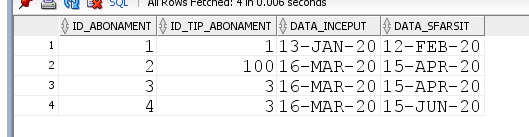 SQL | All Rows Fetched: 4 in 0.006 seconds
ID_ABONAMENT ID_TIP_ABONAMENT DATA_INCEPUT DATA_SFARSIT
1 1 1 13-JAN-20 12-FEB-20
2 2 100 16-MAR-20 15-APR-20
3 3 3 16-MAR-20 15-APR-20
4 4 3 16-MAR-20 15-JUN-20